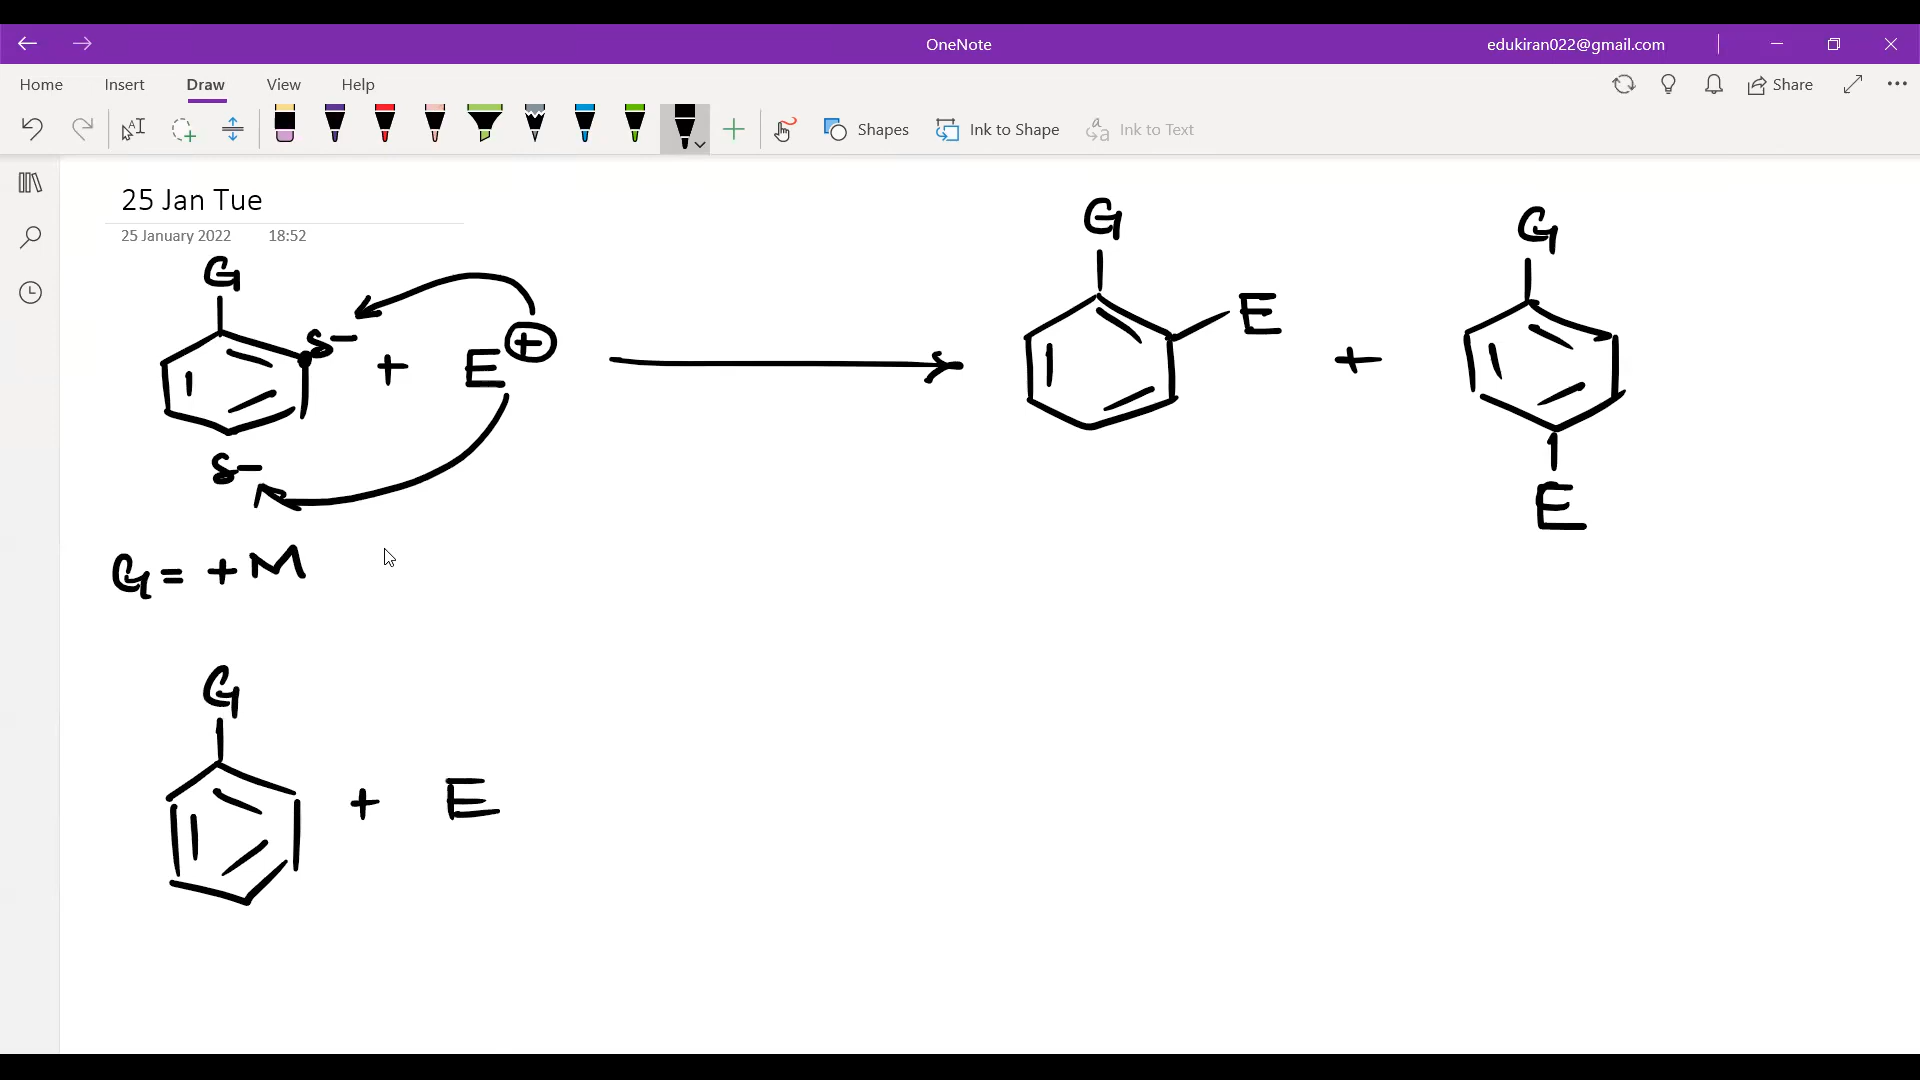 OneNote
edukiran022@gmail.com
Home Insert Draw View Help
Share
Shapes Ink to Shape Ink to Text
25 Jan Tue
25 January 2022 18:52
G
G
G
S-
+ E +
E
+
S-
E
G = +M
G
+ E